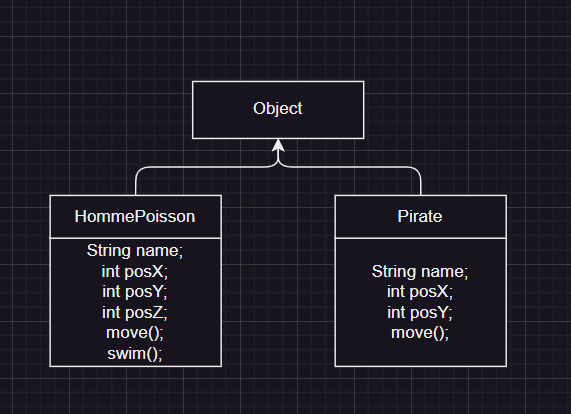 Object
HommePoisson
String name;
int posX;
int posY;
int posZ;
move();
swim();
Pirate
String name;
int posX;
int posY;
move();